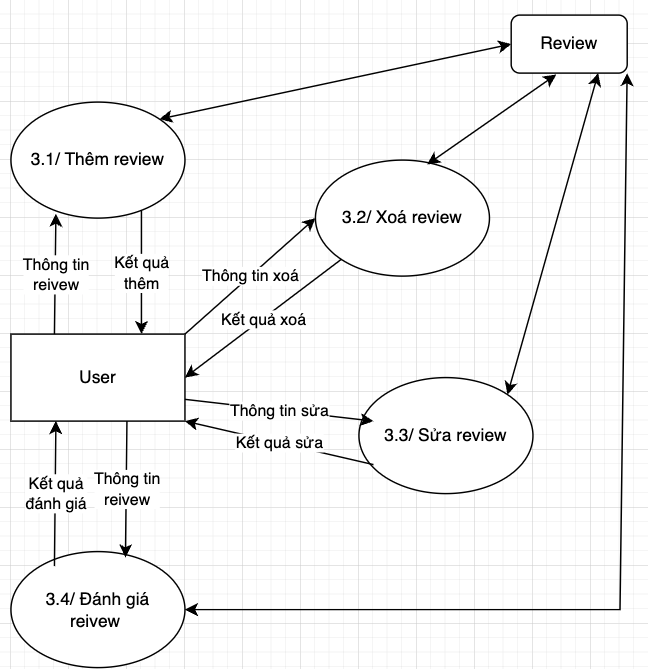 Review
3.1/ Thêm review
3.2/ Xoá review
Thông tin
reivew
Kết quả
thêm
Thông tin xoá
Kết quả xoá
User
Thông tin sửa
Kết quả sửa
3.3/ Sửa review
Kết quả
đánh giá
Thông tin
reivew
3.4/ Đánh giá
reivew